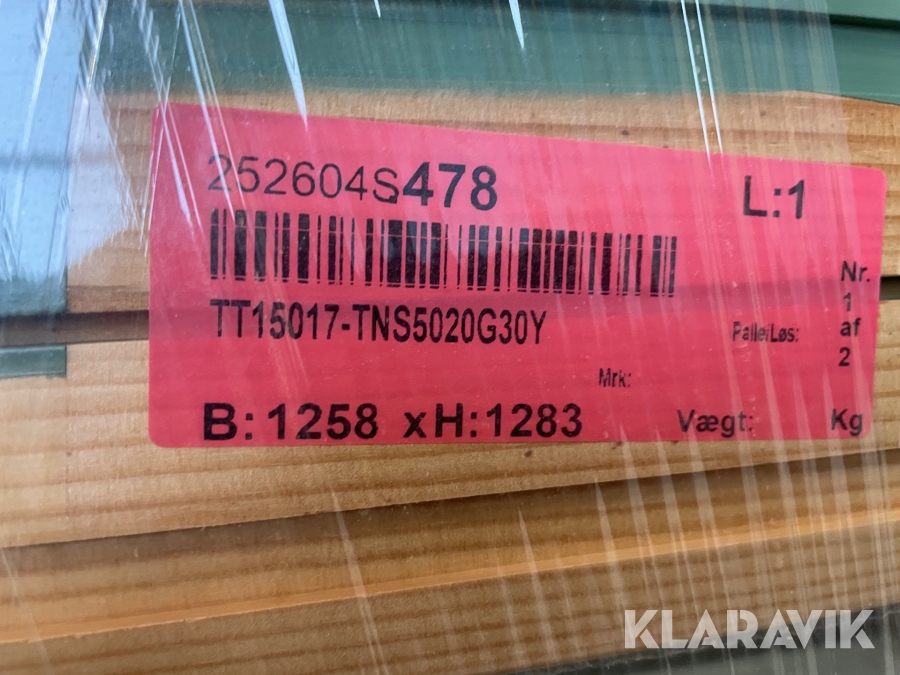 252604S478
L:1
TT15017-TNS5020G30Y
Nr.
1
Palle/Løs: af
2
Mrk:
B: 1258 xH:1283
Vægt: Kg
KLARAVIK